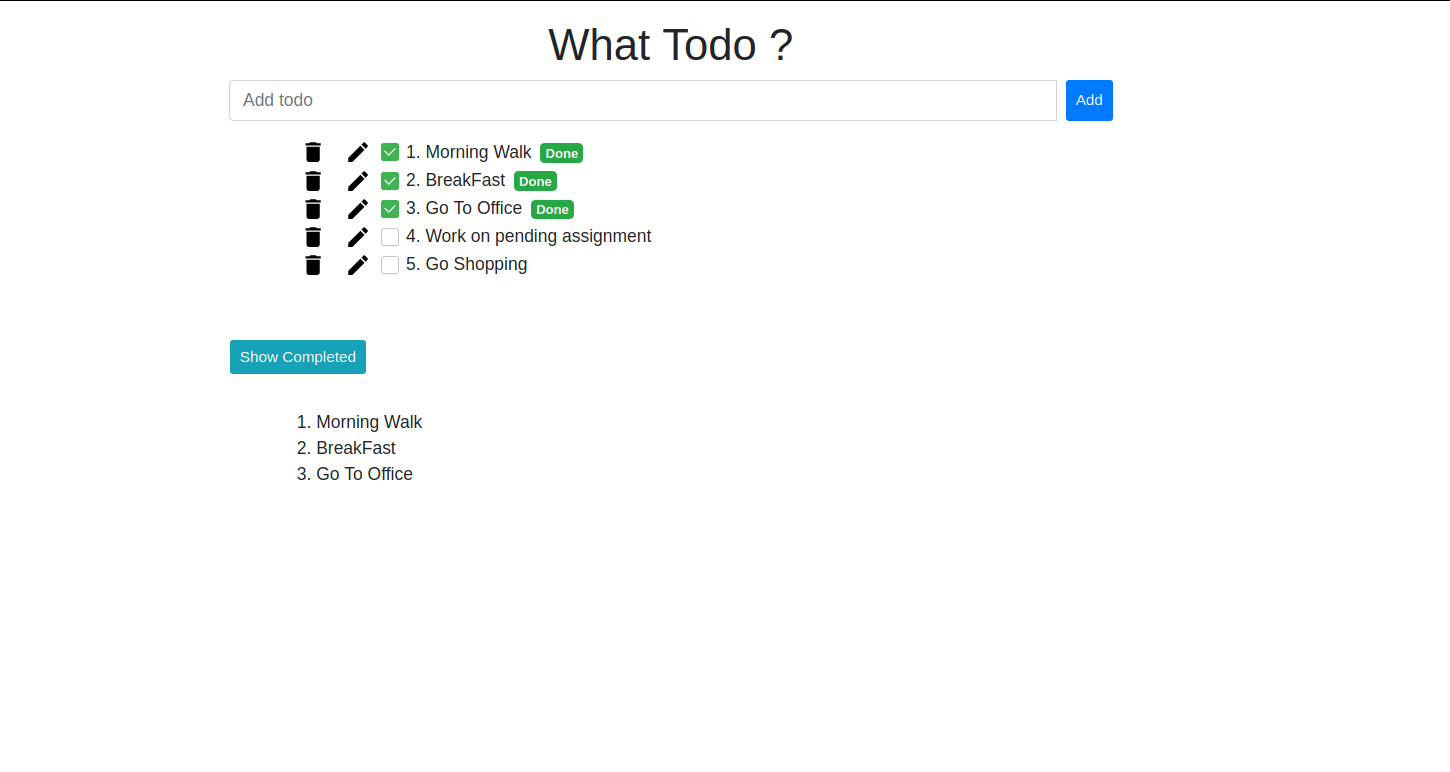 What Todo ?
Add todo Add
1. Morning Walk Done
2. BreakFast Done
3. Go To Office Done
4. Work on pending assignment
5. Go Shopping
Show Completed
1. Morning Walk
2. BreakFast
3. Go To Office